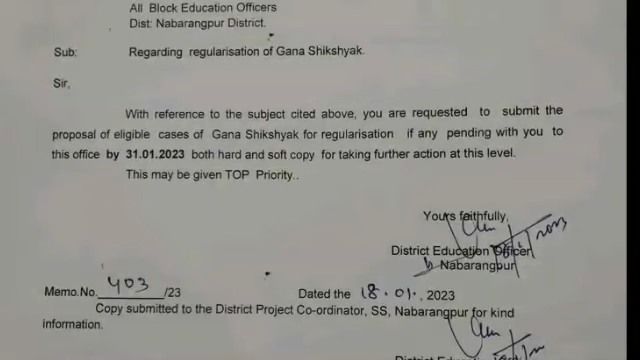 All Block Education Officers
Dist: Nabarangpur District.
Sub: Regarding regularisation of Gana Shikshyak.
Sir,
With reference to the subject cited above, you are requested to submit the
proposal of eligible cases of Gana Shikshyak for regularisation if any pending with you to
this office by 31.01.2023 both hard and soft copy for taking further action at this level.
This may be given TOP Priority..
Yours faithfully,
District Education Officer
Nabarangpur
Memo.No. 403 /23 Dated the 18.01. 2023
Copy submitted to the District Project Co-ordinator, SS, Nabarangpur for kind
information.